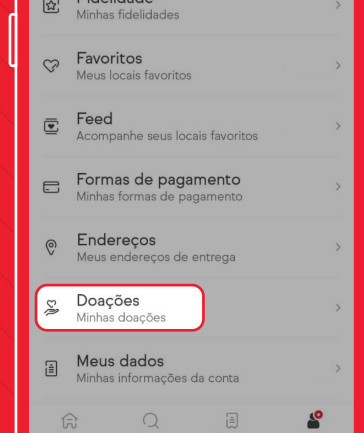 Fidelidade
Minhas fidelidades
Favoritos
Meus locais favoritos
Feed
Acompanhe seus locais favoritos
Formas de pagamento
Minhas formas de pagamento
Endereços
Meus endereços de entrega
Doações
Minhas doações
Meus dados
Minhas informações da conta